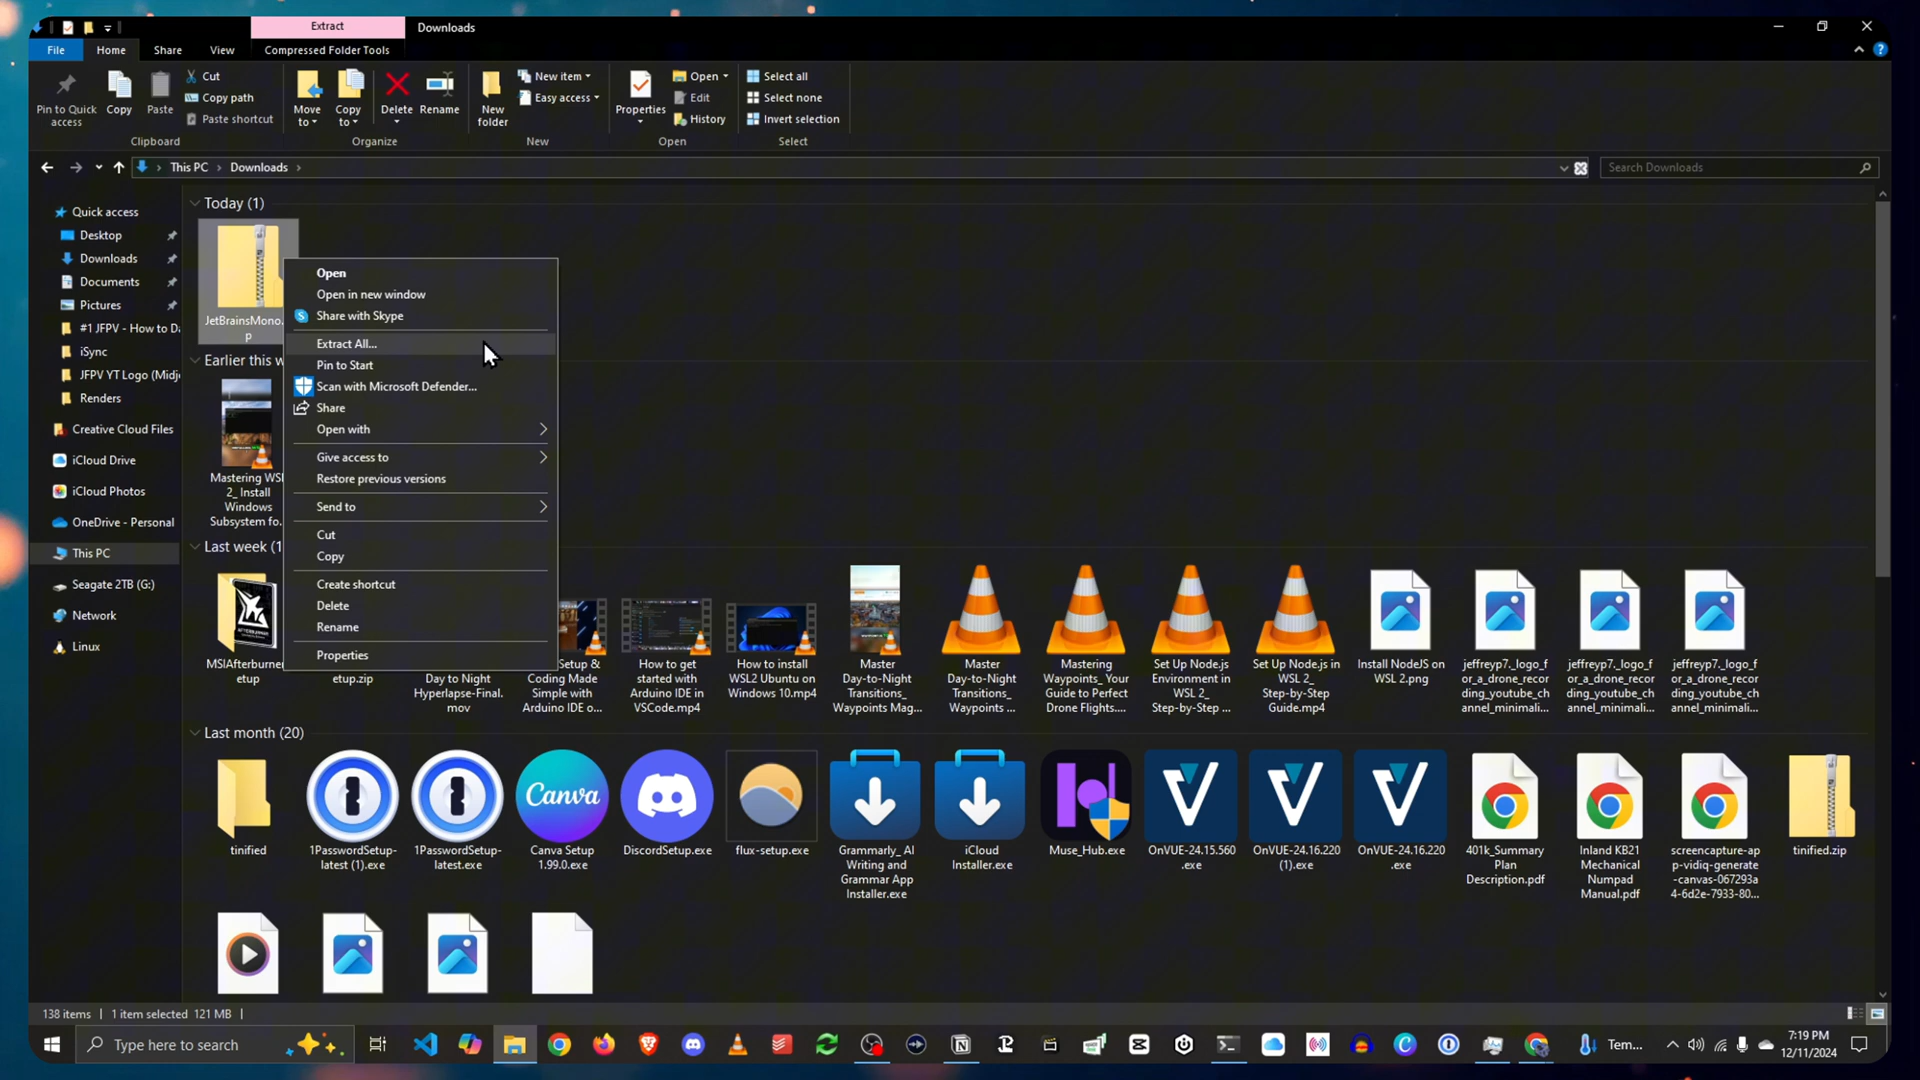 Extract
Downloads
File
Home
Share
View
Compressed Folder Tools
Pin to Quick
access
Copy
Paste
Cut
Copy path
Paste shortcut
Clipboard
Move
to
Copy
to
Delete
Rename
Organize
New
folder
New item
Easy access
New
Properties
Open
Edit
History
Open
Select all
Select none
Invert selection
Select
This PC
Downloads
Search Downloads
Quick access
Desktop
Downloads
Documents
Pictures
#1 JFPV - How to Da
iSync
JFPV YT Logo (Midj
Renders
Creative Cloud Files
iCloud Drive
iCloud Photos
OneDrive - Personal
This PC
Seagate 2TB (G:)
Network
Linux
Today (1)
JetBrainsMono.
p
Open
Open in new window
Share with Skype
Extract All...
Pin to Start
Scan with Microsoft Defender...
Share
Open with
Give access to
Restore previous versions
Send to
Cut
Copy
Create shortcut
Delete
Rename
Properties
Earlier this w
Mastering WSL
2_ Install
Windows
Subsystem fo.
Last week (1
MSIAfterburner
etup
etup.zip
Day to Night
Hyperlapse-Final.
mov
Setup &
Coding Made
Simple with
Arduino IDE o...
How to get
started with
Arduino IDE in
VSCode.mp4
How to install
WSL2 Ubuntu on
Windows 10.mp4
Master
Day-to-Night
Transitions_
Waypoints Mag...
Master
Day-to-Night
Transitions_
Waypoints ...
Mastering
Waypoints_ Your
Guide to Perfect
Drone Flights....
Set Up Node.js
Environment in
WSL 2_
Step-by-Step ...
Set Up Node.js in
WSL 2_
Step-by-Step
Guide.mp4
Install NodeJS on
WSL 2.png
jeffreyp7._logo_f
or_a_drone_recor
ding_youtube_ch
annel_minimali...
jeffreyp7._logo_f
or_a_drone_recor
ding_youtube_ch
annel_minimali...
jeffreyp7._logo_f
or_a_drone_recor
ding_youtube_ch
annel_minimali...
Last month (20)
tinified
1PasswordSetup-
latest (1).exe
1PasswordSetup-
latest.exe
Canva
Canva Setup
1.99.0.exe
DiscordSetup.exe
flux-setup.exe
Grammarly_ AI
Writing and
Grammar App
Installer.exe
iCloud
Installer.exe
Muse_Hub.exe
OnVUE-24.15.560
.exe
OnVUE-24.16.220
(1).exe
OnVUE-24.16.220
.exe
401k_Summary
Plan
Description.pdf
Inland KB21
Mechanical
Numpad
Manual.pdf
screencapture-ap
p-vidiq-generate
-canvas-067293a
4-6d2e-7933-80...
tinified.zip
138 items
1 item selected 121 MB
Type here to search
Tem...
7:19 PM
12/11/2024